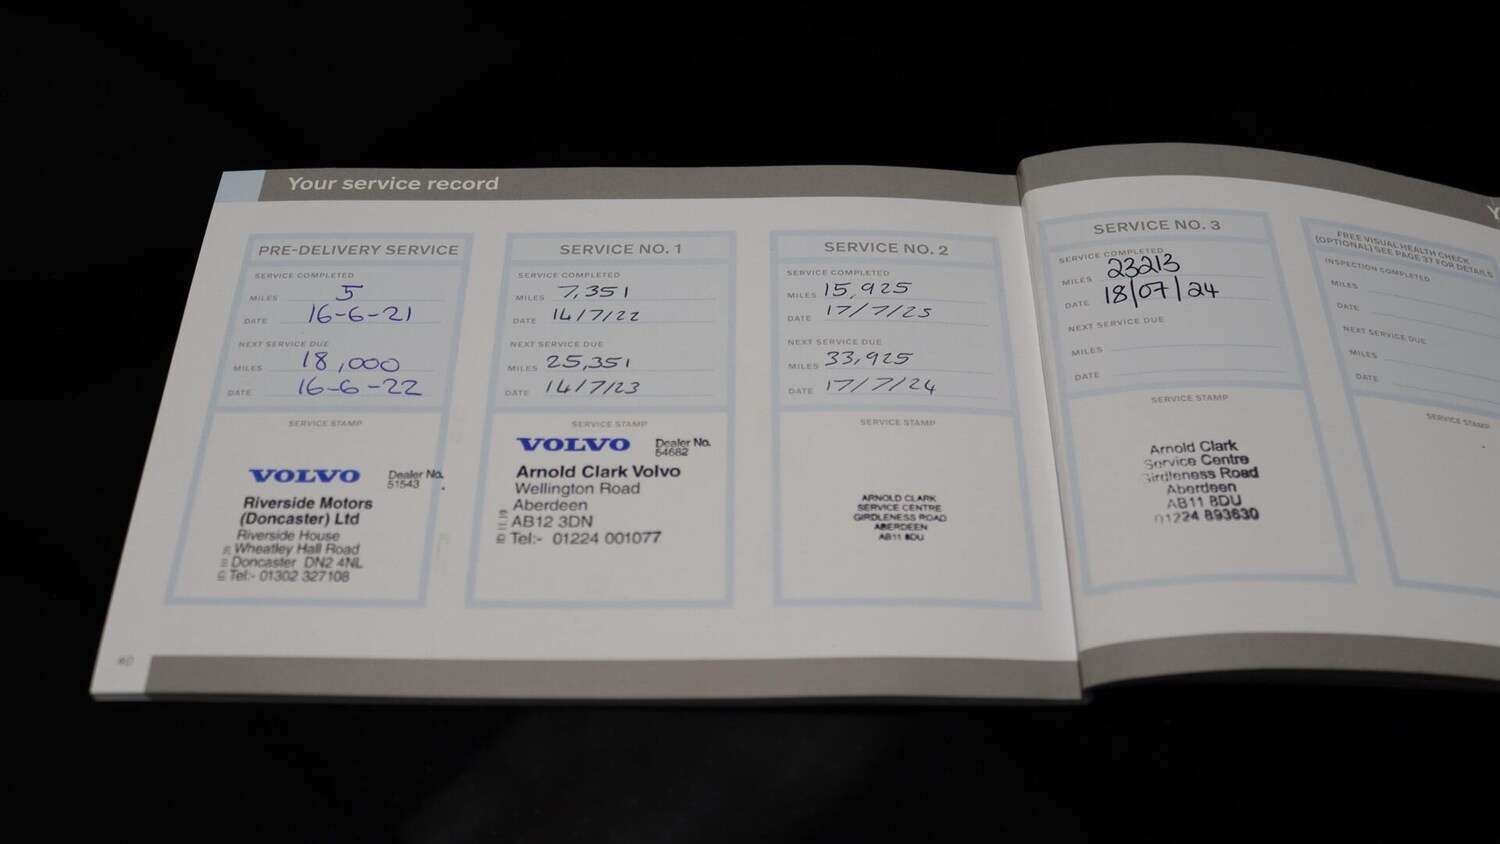 Your service record
PRE-DELIVERY SERVICE
SERVICE COMPLETED
MILES 5
DATE 16-6-21
NEXT SERVICE DUE
MILES 18,000
DATE 16-6-22
SERVICE STAMP
VOLVO Dealer No.
51543
Riverside Motors
(Doncaster) Ltd
Riverside House
Wheatley Hall Road
Doncaster DN2 4NL
Tel:- 01302 327108
SERVICE NO. 1
SERVICE COMPLETED
MILES 7,351
DATE 14/7/22
NEXT SERVICE DUE
MILES 25,351
DATE 14/7/23
SERVICE STAMP
VOLVO Dealer No.
54682
Arnold Clark Volvo
Wellington Road
Aberdeen
AB12 3DN
Tel:- 01224 001077
SERVICE NO. 2
SERVICE COMPLETED
MILES 15,925
DATE 17/7/23
NEXT SERVICE DUE
MILES 33,925
DATE 17/7/24
SERVICE STAMP
ARNOLD CLARK
SERVICE CENTRE
GIRDLENESS ROAD
ABERDEEN
AB11 8DU
60
SERVICE NO. 3
SERVICE COMPLETED
MILES 23213
DATE 18/07/24
NEXT SERVICE DUE
MILES
DATE
SERVICE STAMP
Arnold Clark
Service Centre
Girdleness Road
Aberdeen
AB11 8DU
01224 893630
FREE VISUAL HEALTH CHECK
(OPTIONAL) SEE PAGE 37 FOR DETAILS
INSPECTION COMPLETED
MILES
DATE
NEXT SERVICE DUE
MILES
DATE
SERVICE STAMP